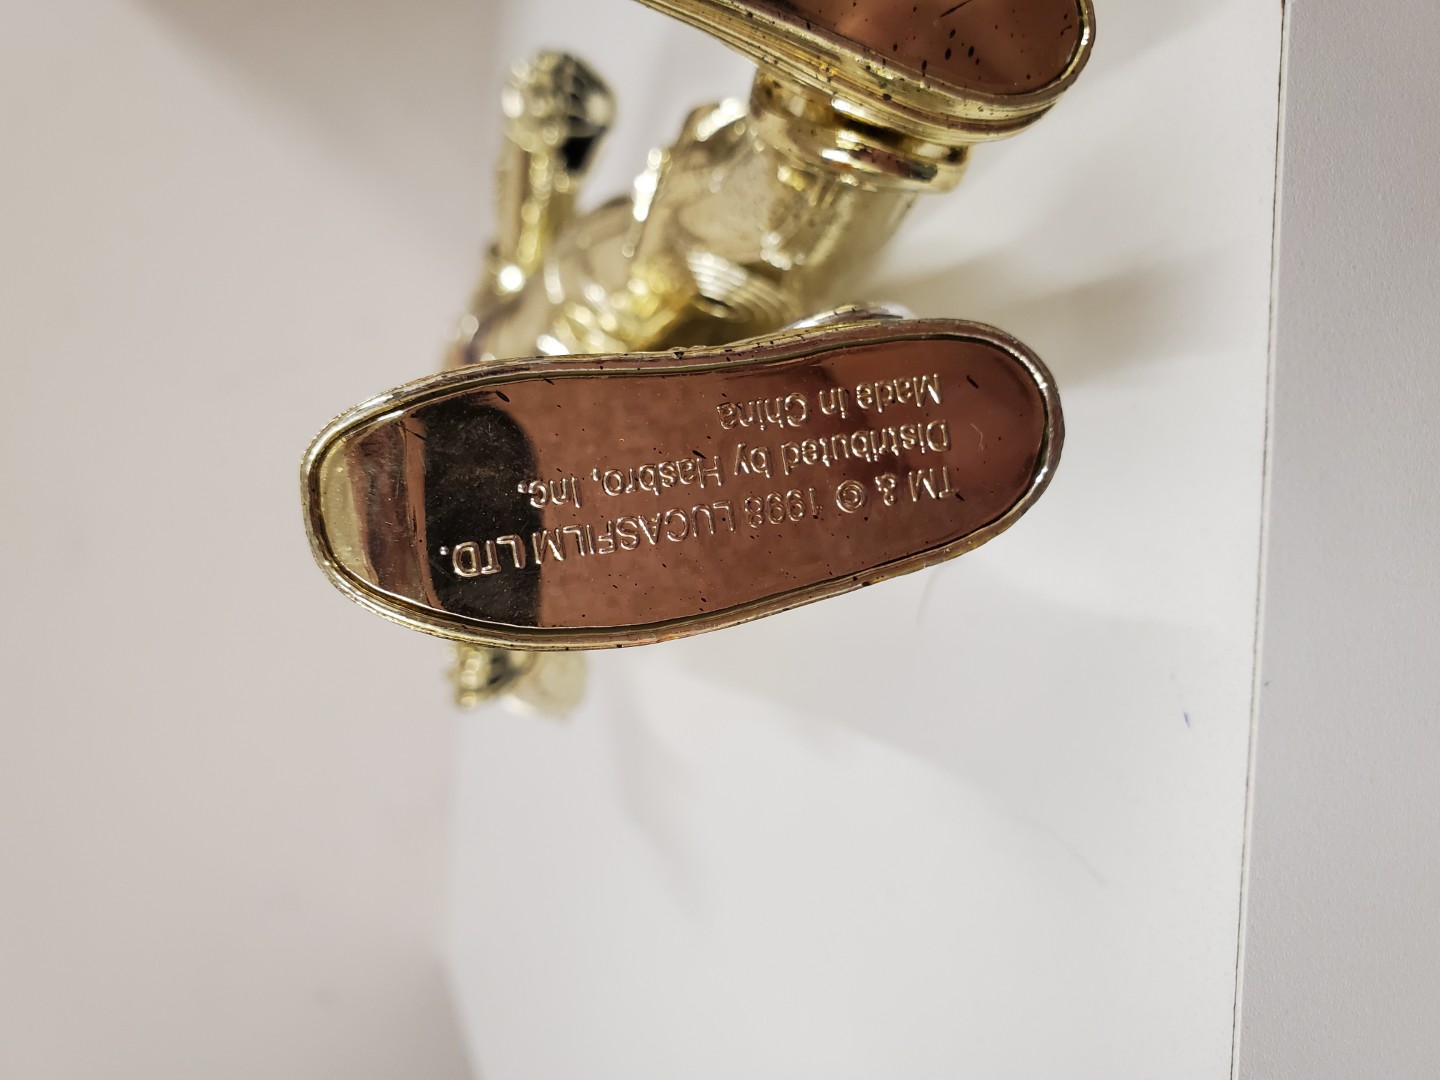 TM & © 1998 LUCASFILM LTD.
Distributed by Hasbro, Inc.
Made in China